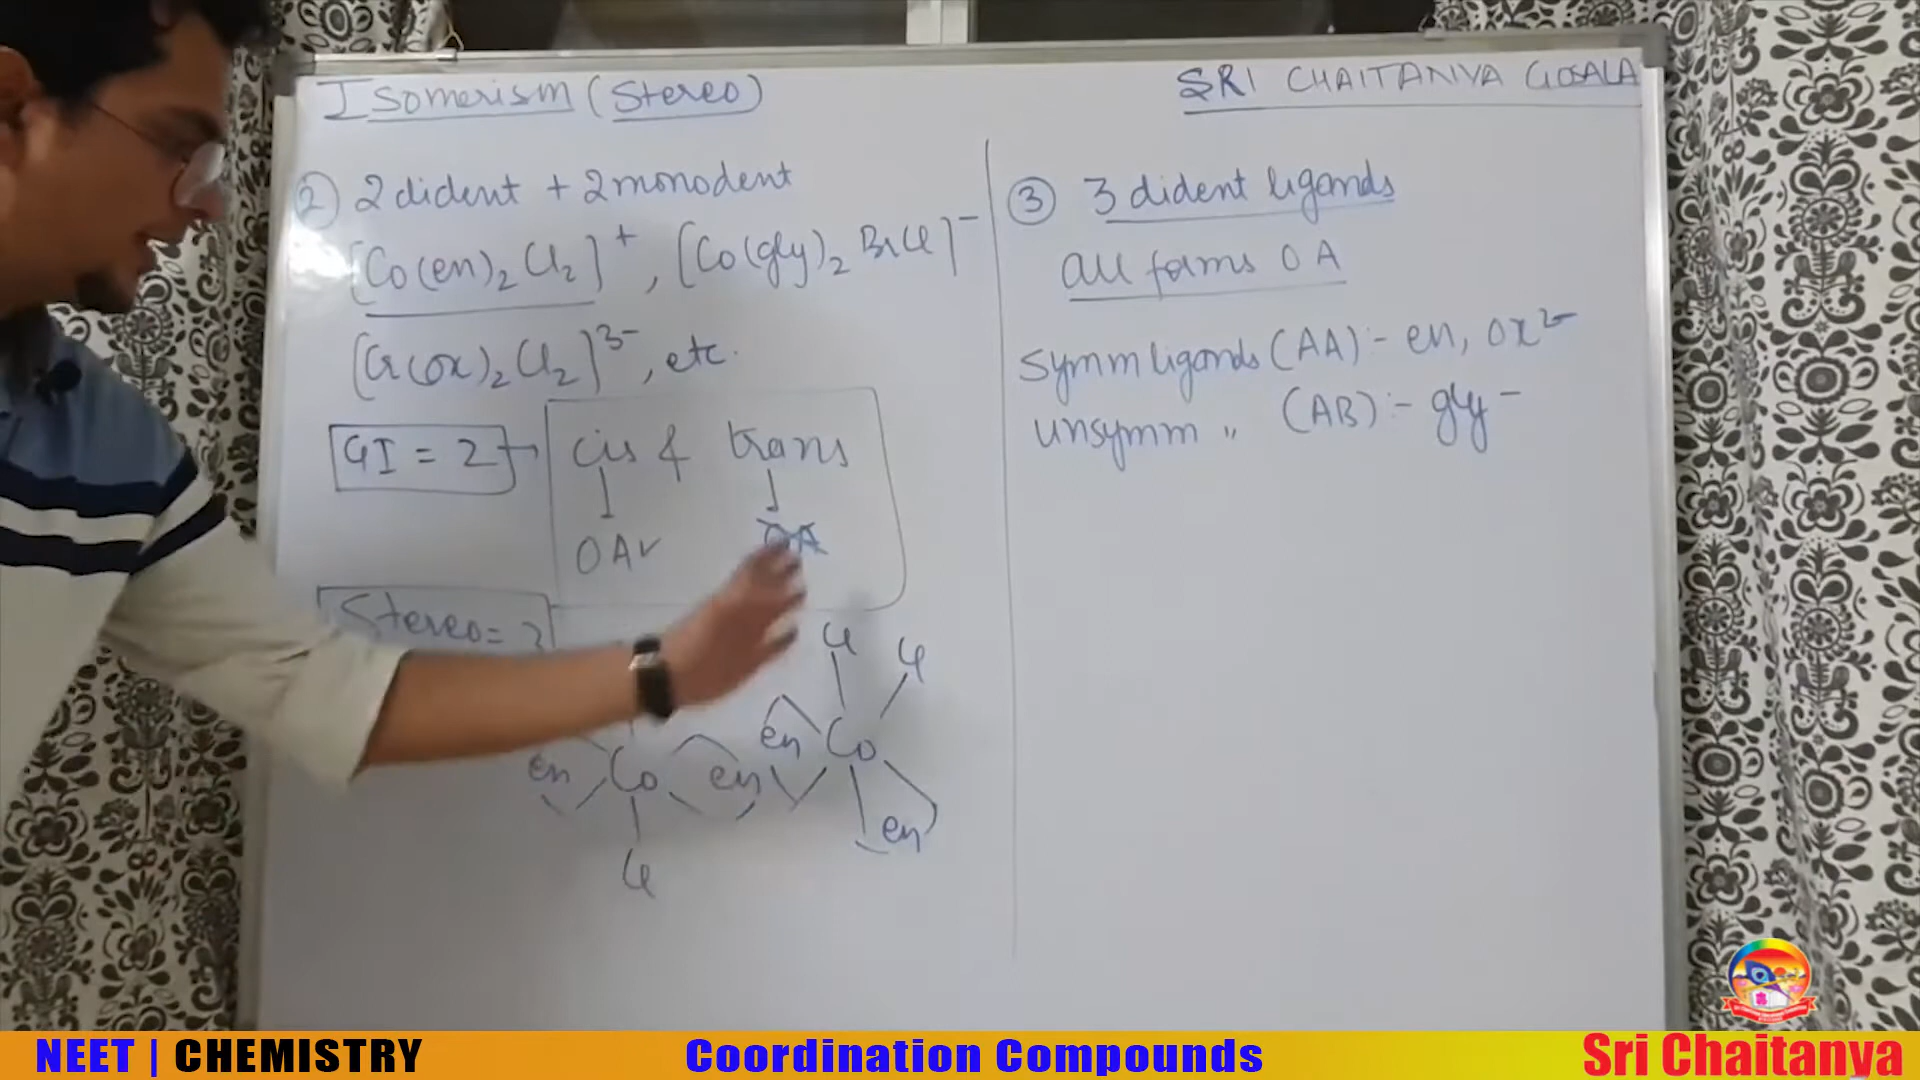 Isomerism (Stereo)
SRI CHAITANYA GOSALA
② 2 dident + 2 monodent
[Co(en)₂Cl₂]⁺, [Co(gly)₂BrCl]⁻
[Cr(ox)₂Cl₂]³⁻, etc.
GI = 2
cis & trans
OA✓ OA
Stereo=
Cl Cl
en Co en en Co
Cl en
③ 3 dident ligands
all forms OA
Symm ligands (AA) :- en, ox²⁻
unsymm " (AB) :- gly⁻
NEET | CHEMISTRY
Coordination Compounds
Sri Chaitanya